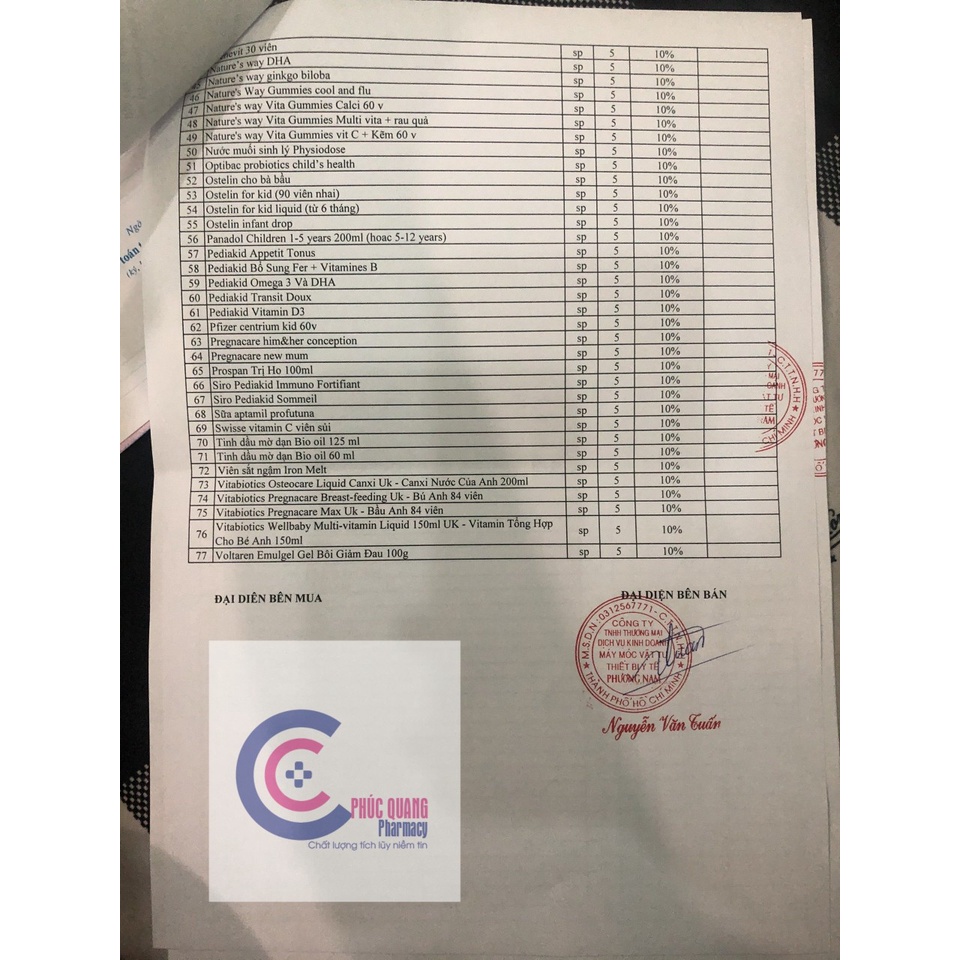 30 viên sp 5 10%
Nature's way DHA sp 5 10%
45 Nature's way ginkgo biloba sp 5 10%
46 Nature's Way Gummies cool and flu sp 5 10%
47 Nature's way Vita Gummies Calci 60 v sp 5 10%
48 Nature's way Vita Gummies Multi vita + rau quả sp 5 10%
49 Nature's way Vita Gummies vit C + Kẽm 60 v sp 5 10%
50 Nước muối sinh lý Physiodose sp 5 10%
51 Optibac probiotics child's health sp 5 10%
52 Ostelin cho bà bầu sp 5 10%
53 Ostelin for kid (90 viên nhai) sp 5 10%
54 Ostelin for kid liquid (từ 6 tháng) sp 5 10%
55 Ostelin infant drop sp 5 10%
56 Panadol Children 1-5 years 200ml (hoac 5-12 years) sp 5 10%
57 Pediakid Appetit Tonus sp 5 10%
58 Pediakid Bổ Sung Fer + Vitamines B sp 5 10%
59 Pediakid Omega 3 Và DHA sp 5 10%
60 Pediakid Transit Doux sp 5 10%
61 Pediakid Vitamin D3 sp 5 10%
62 Pfizer centrium kid 60v sp 5 10%
63 Pregnacare him&her conception sp 5 10%
64 Pregnacare new mum sp 5 10%
65 Prospan Trị Ho 100ml sp 5 10%
66 Siro Pediakid Immuno Fortifiant sp 5 10%
67 Siro Pediakid Sommeil sp 5 10%
68 Sữa aptamil profutuna sp 5 10%
69 Swisse vitamin C viên sủi sp 5 10%
70 Tinh dầu mờ dạn Bio oil 125 ml sp 5 10%
71 Tinh dầu mờ dạn Bio oil 60 ml sp 5 10%
72 Viên sắt ngậm Iron Melt sp 5 10%
73 Vitabiotics Osteocare Liquid Canxi Uk - Canxi Nước Của Anh 200ml sp 5 10%
74 Vitabiotics Pregnacare Breast-feeding Uk - Bú Anh 84 viên sp 5 10%
75 Vitabiotics Pregnacare Max Uk - Bầu Anh 84 viên sp 5 10%
76 Vitabiotics Wellbaby Multi-vitamin Liquid 150ml UK - Vitamin Tổng Hợp sp 5 10%
Cho Bé Anh 150ml
77 Voltaren Emulgel Gel Bôi Giảm Đau 100g sp 5 10%
C.T.T.N.H.H
CHÍ MINH
ĐẠI DIÊN BÊN MUA
ĐẠI DIỆN BÊN BÁN
M.S.D.N: 0312567771
CÔNG TY
TNHH THƯƠNG MẠI
DỊCH VỤ KINH DOANH
MÁY MÓC VẬT TƯ
THIẾT BỊ Y TẾ
PHƯƠNG NAM
THÀNH PHỐ HỒ CHÍ MINH
Nguyễn Văn Tuấn
PHÚC QUANG
Pharmacy
Chất lượng tích lũy niềm tin